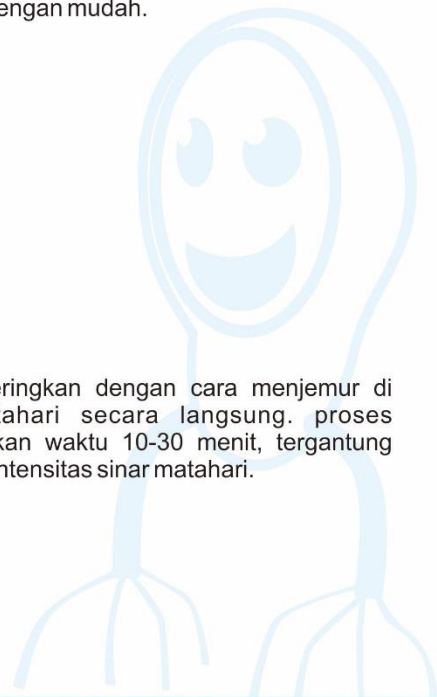 engan mudah.
eringkan dengan cara menjemur di
tahari secara langsung. proses
kan waktu 10-30 menit, tergantung
ntensitas sinar matahari.